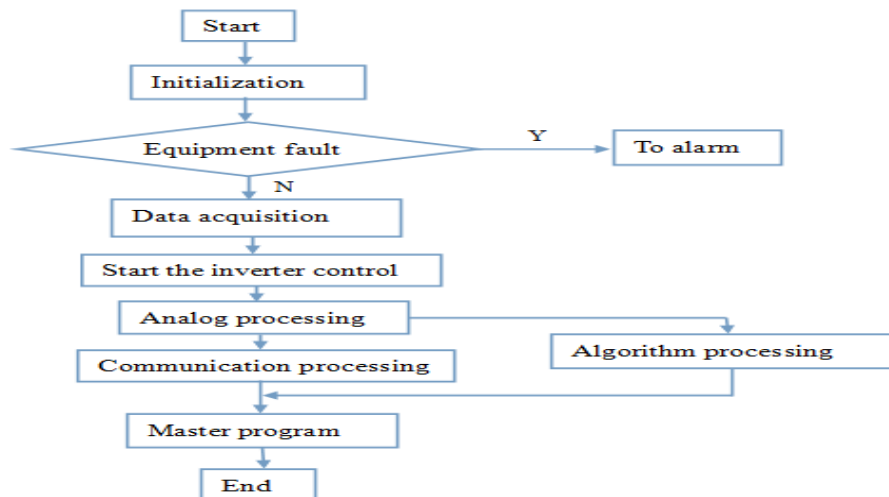 Start
Initialization
Equipment fault
Y
To alarm
N
Data acquisition
Start the inverter control
Analog processing
Communication processing
Algorithm processing
Master program
End